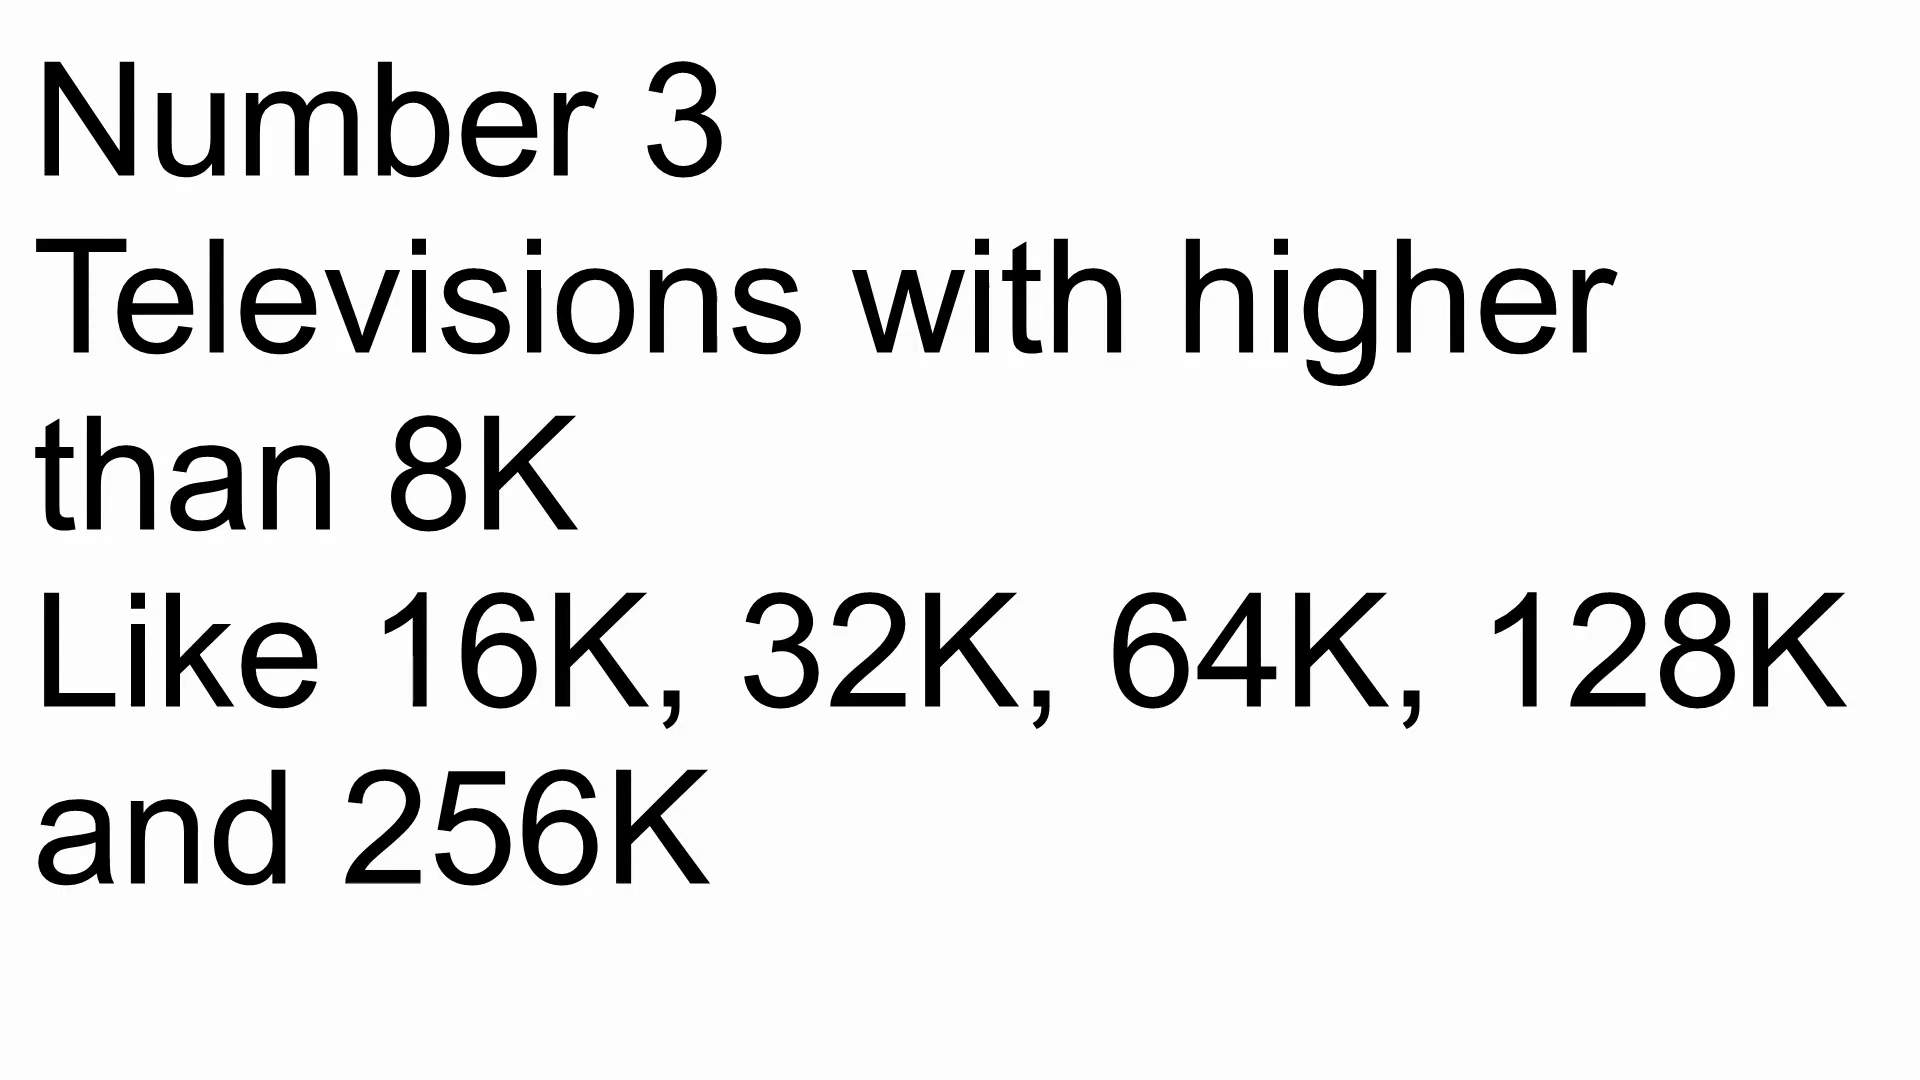 Number 3
Televisions with higher
than 8K
Like 16K, 32K, 64K, 128K
and 256K